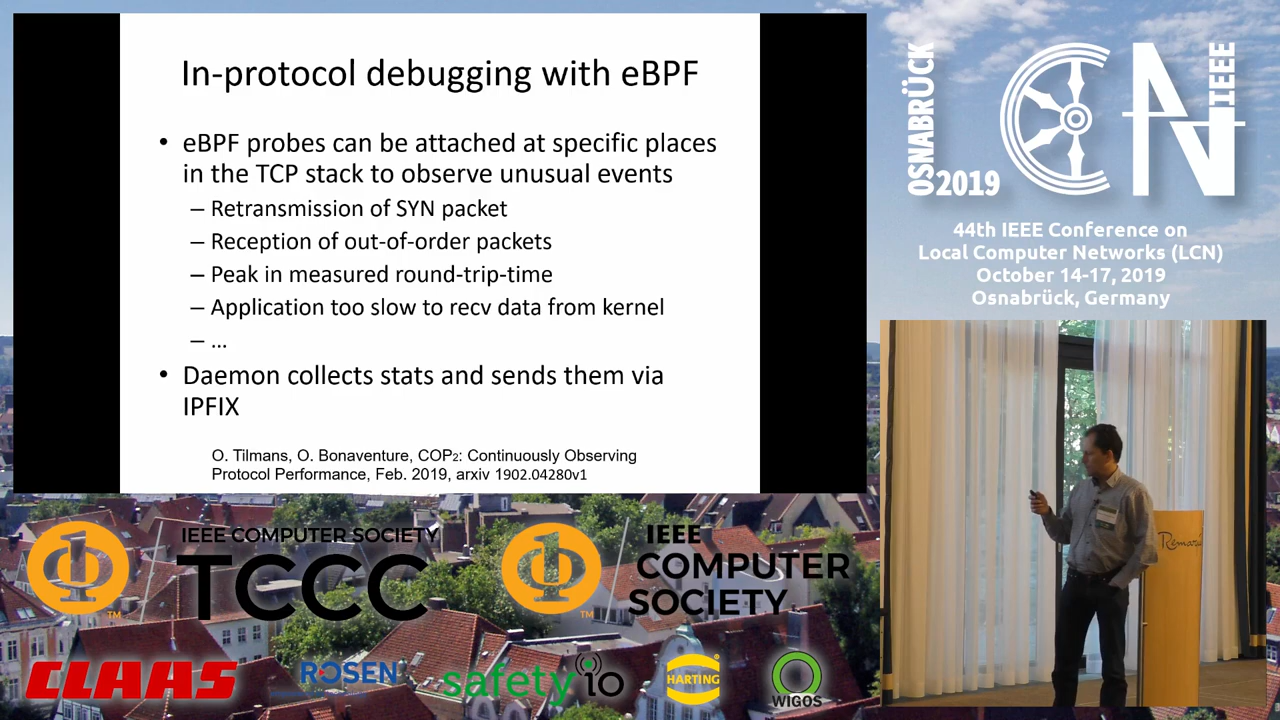 In-protocol debugging with eBPF
• eBPF probes can be attached at specific places
in the TCP stack to observe unusual events
– Retransmission of SYN packet
– Reception of out-of-order packets
– Peak in measured round-trip-time
– Application too slow to recv data from kernel
– …
• Daemon collects stats and sends them via
IPFIX
O. Tilmans, O. Bonaventure, COP2: Continuously Observing
Protocol Performance, Feb. 2019, arxiv 1902.04280v1
OSNABRÜCK
2019
LCN
IEEE
44th IEEE Conference on
Local Computer Networks (LCN)
October 14-17, 2019
Osnabrück, Germany
IEEE COMPUTER SOCIETY
TCCC
TM
IEEE
COMPUTER
SOCIETY
TM
CLAAS
ROSEN
safety io
HARTING
WIGOS